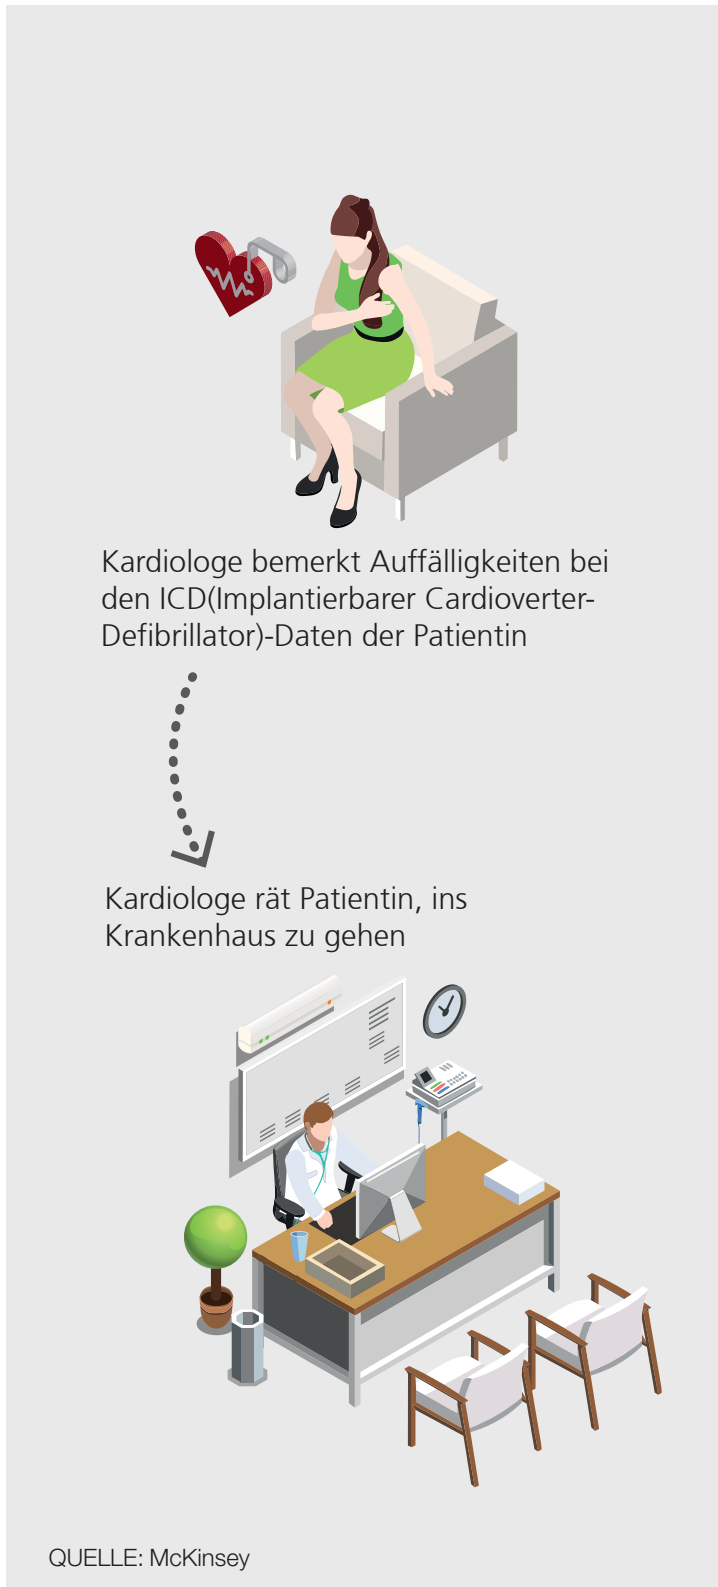 Kardiologe bemerkt Auffälligkeiten bei
den ICD(Implantierbarer Cardioverter-
Defibrillator)-Daten der Patientin
Kardiologe rät Patientin, ins
Krankenhaus zu gehen
QUELLE: McKinsey